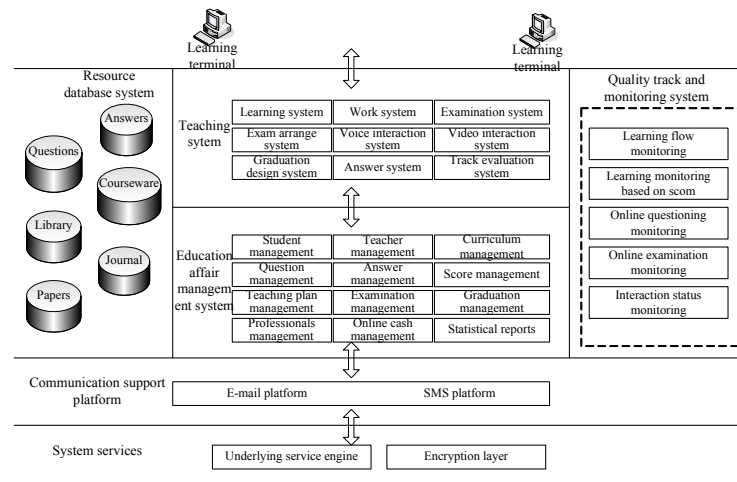 Learning
terminal
Learning
terminal
Resource
database system
Answers
Questions
Courseware
Library
Journal
Papers
Teaching
sytem
Learning system
Work system
Examination system
Exam arrange
system
Voice interaction
system
Video interaction
system
Graduation
design system
Answer system
Track evaluation
system
Education
affair
managem
ent system
Student
management
Teacher
management
Curriculum
management
Question
management
Answer
management
Score management
Teaching plan
management
Examination
management
Graduation
management
Professionals
management
Online cash
management
Statistical reports
Quality track and
monitoring system
Learning flow
monitoring
Learning monitoring
based on scom
Online questioning
monitoring
Online examination
monitoring
Interaction status
monitoring
Communication support
platform
E-mail platform
SMS platform
System services
Underlying service engine
Encryption layer